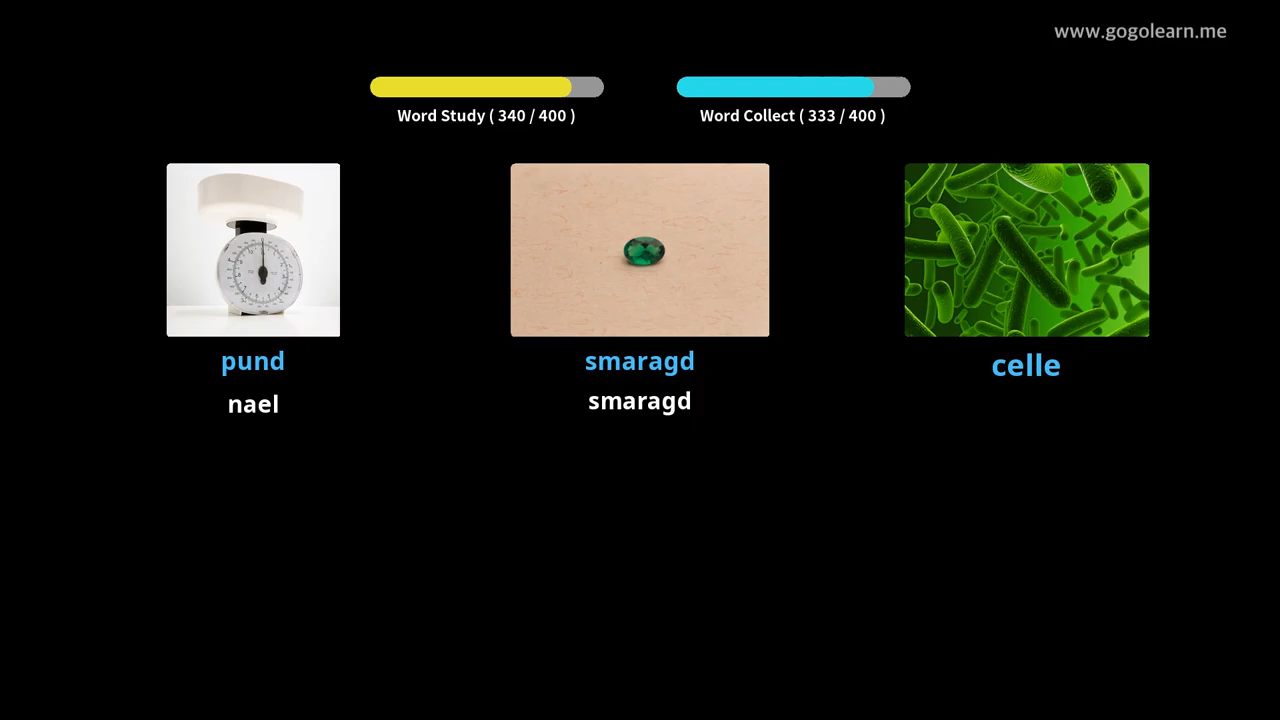 www.gogolearn.me
Word Study ( 340 / 400 )
Word Collect ( 333 / 400 )
pund
smaragd
celle
nael
smaragd